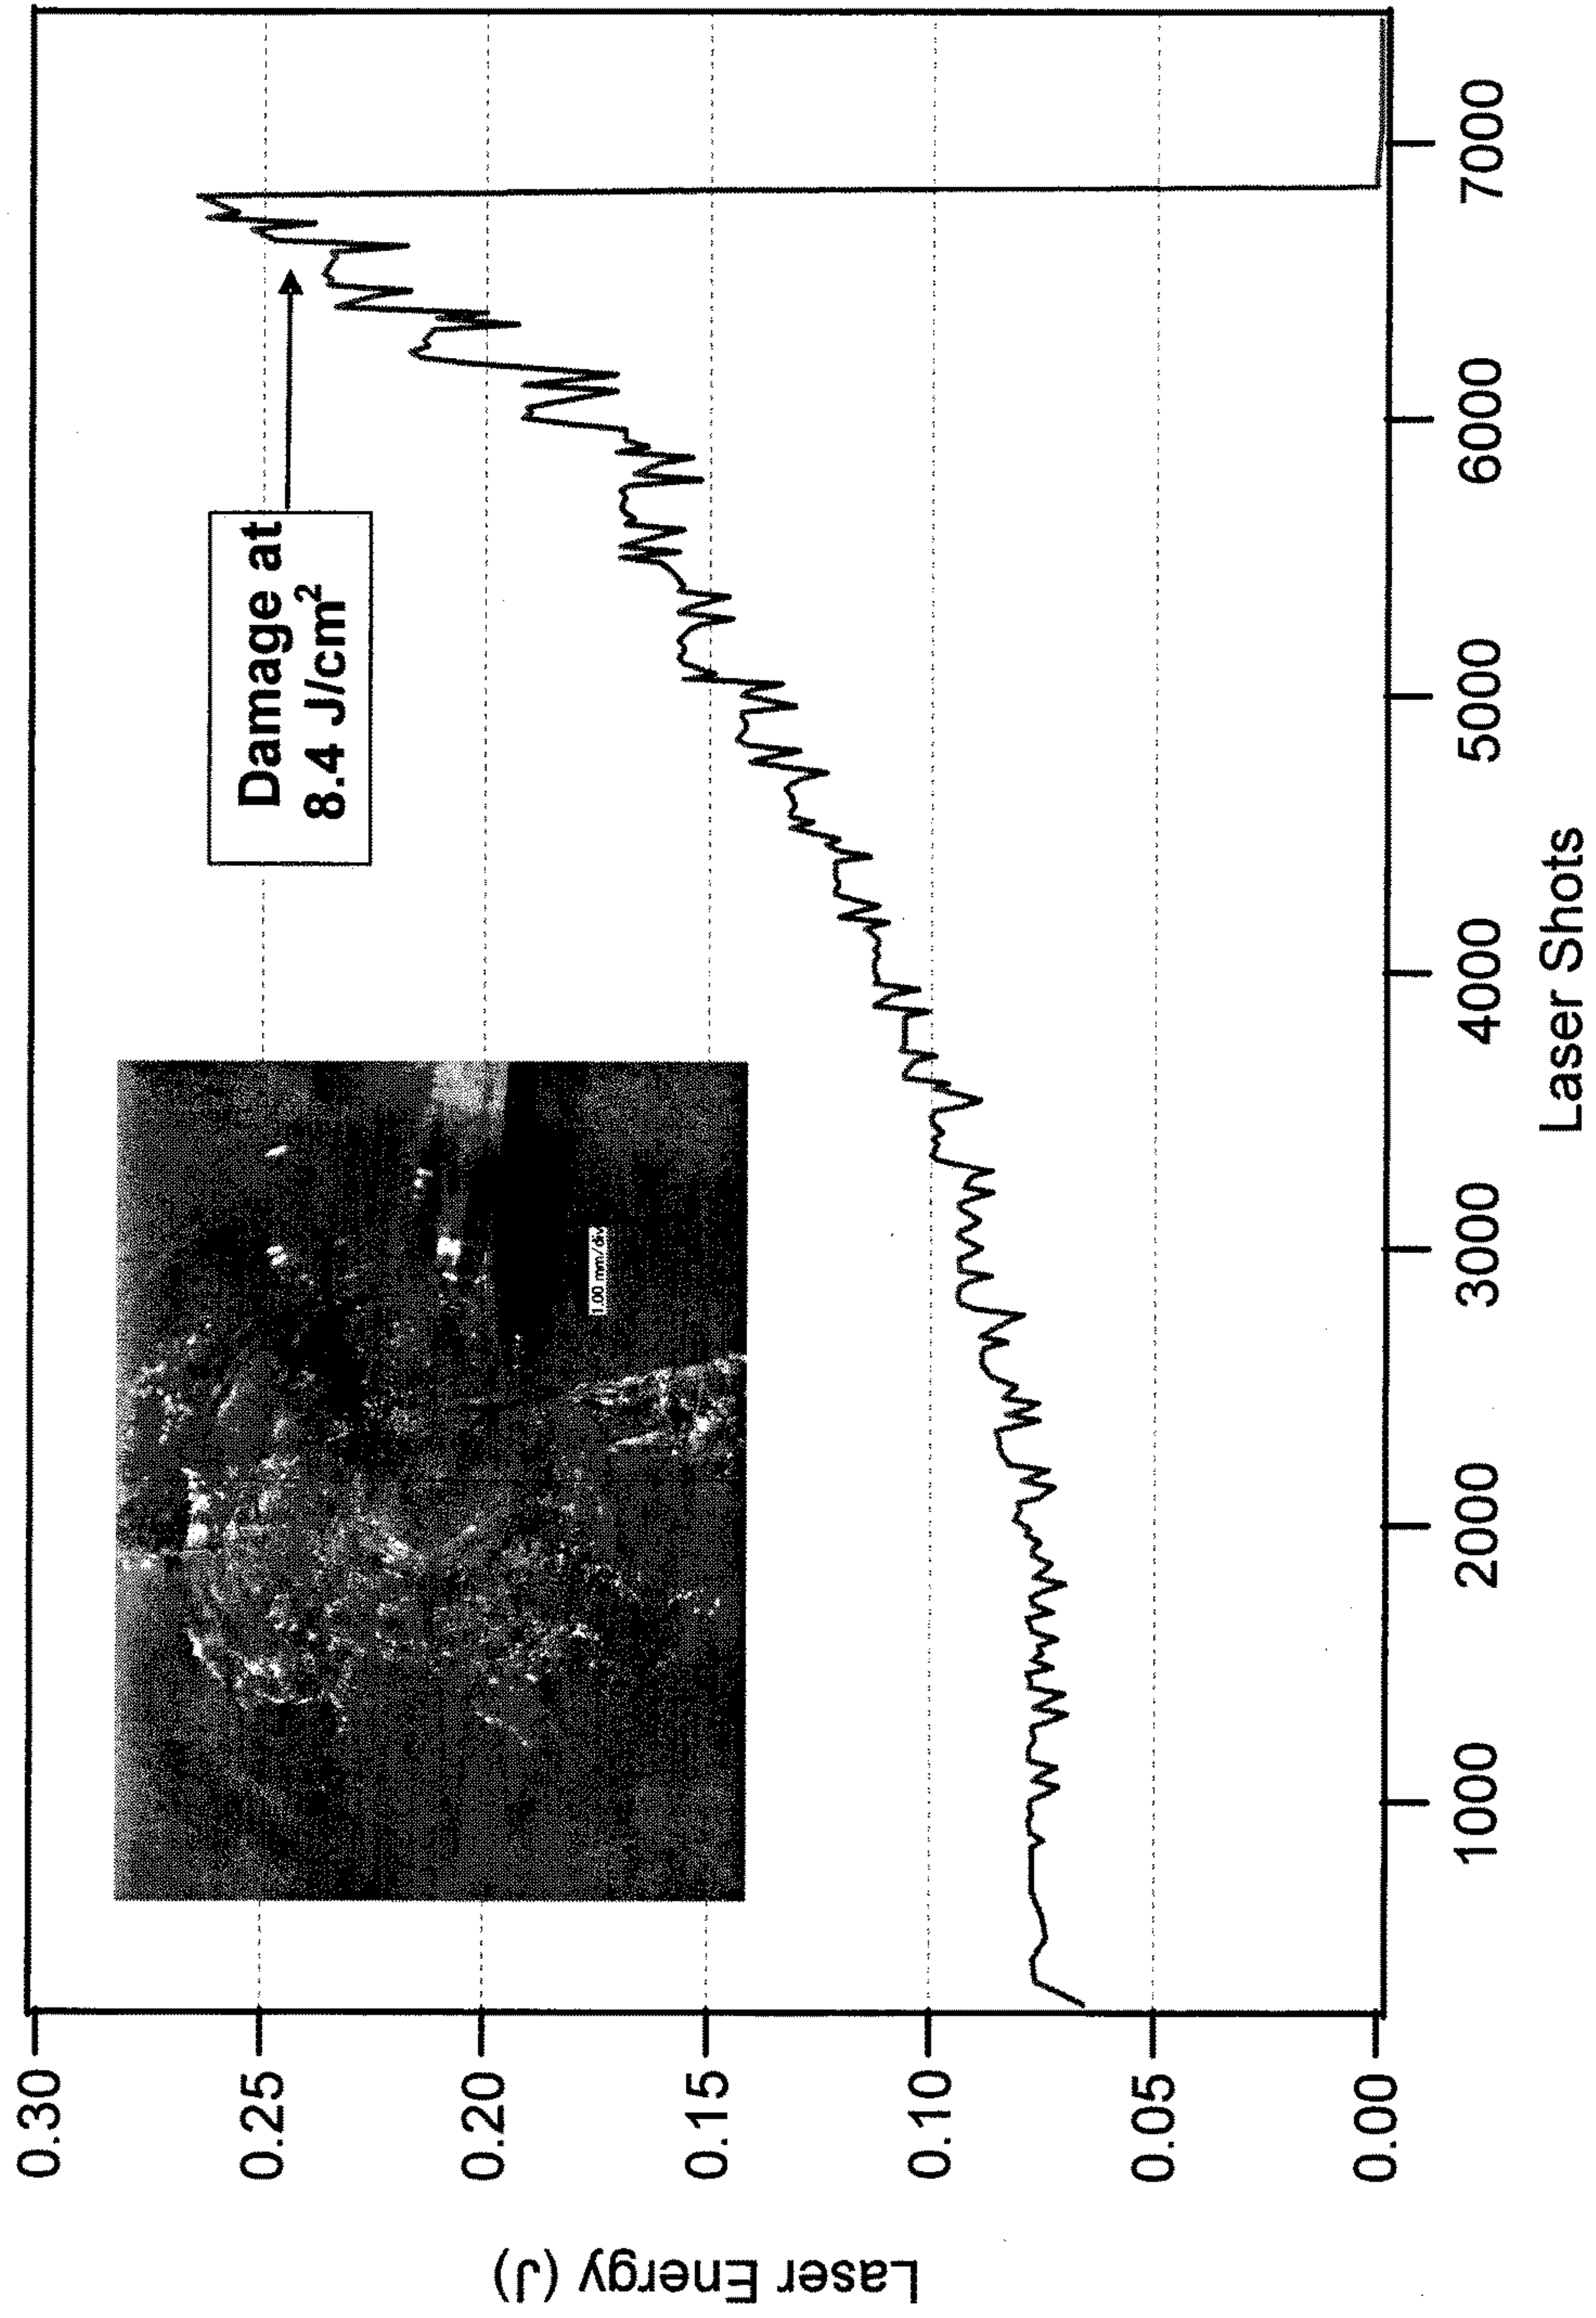 0.30
0.25
0.20
0.15
0.10
0.05
0.00
Laser Energy (J)
Damage at
8.4 J/cm²
1.00 mm/div
1000
2000
3000
4000
5000
6000
7000
Laser Shots